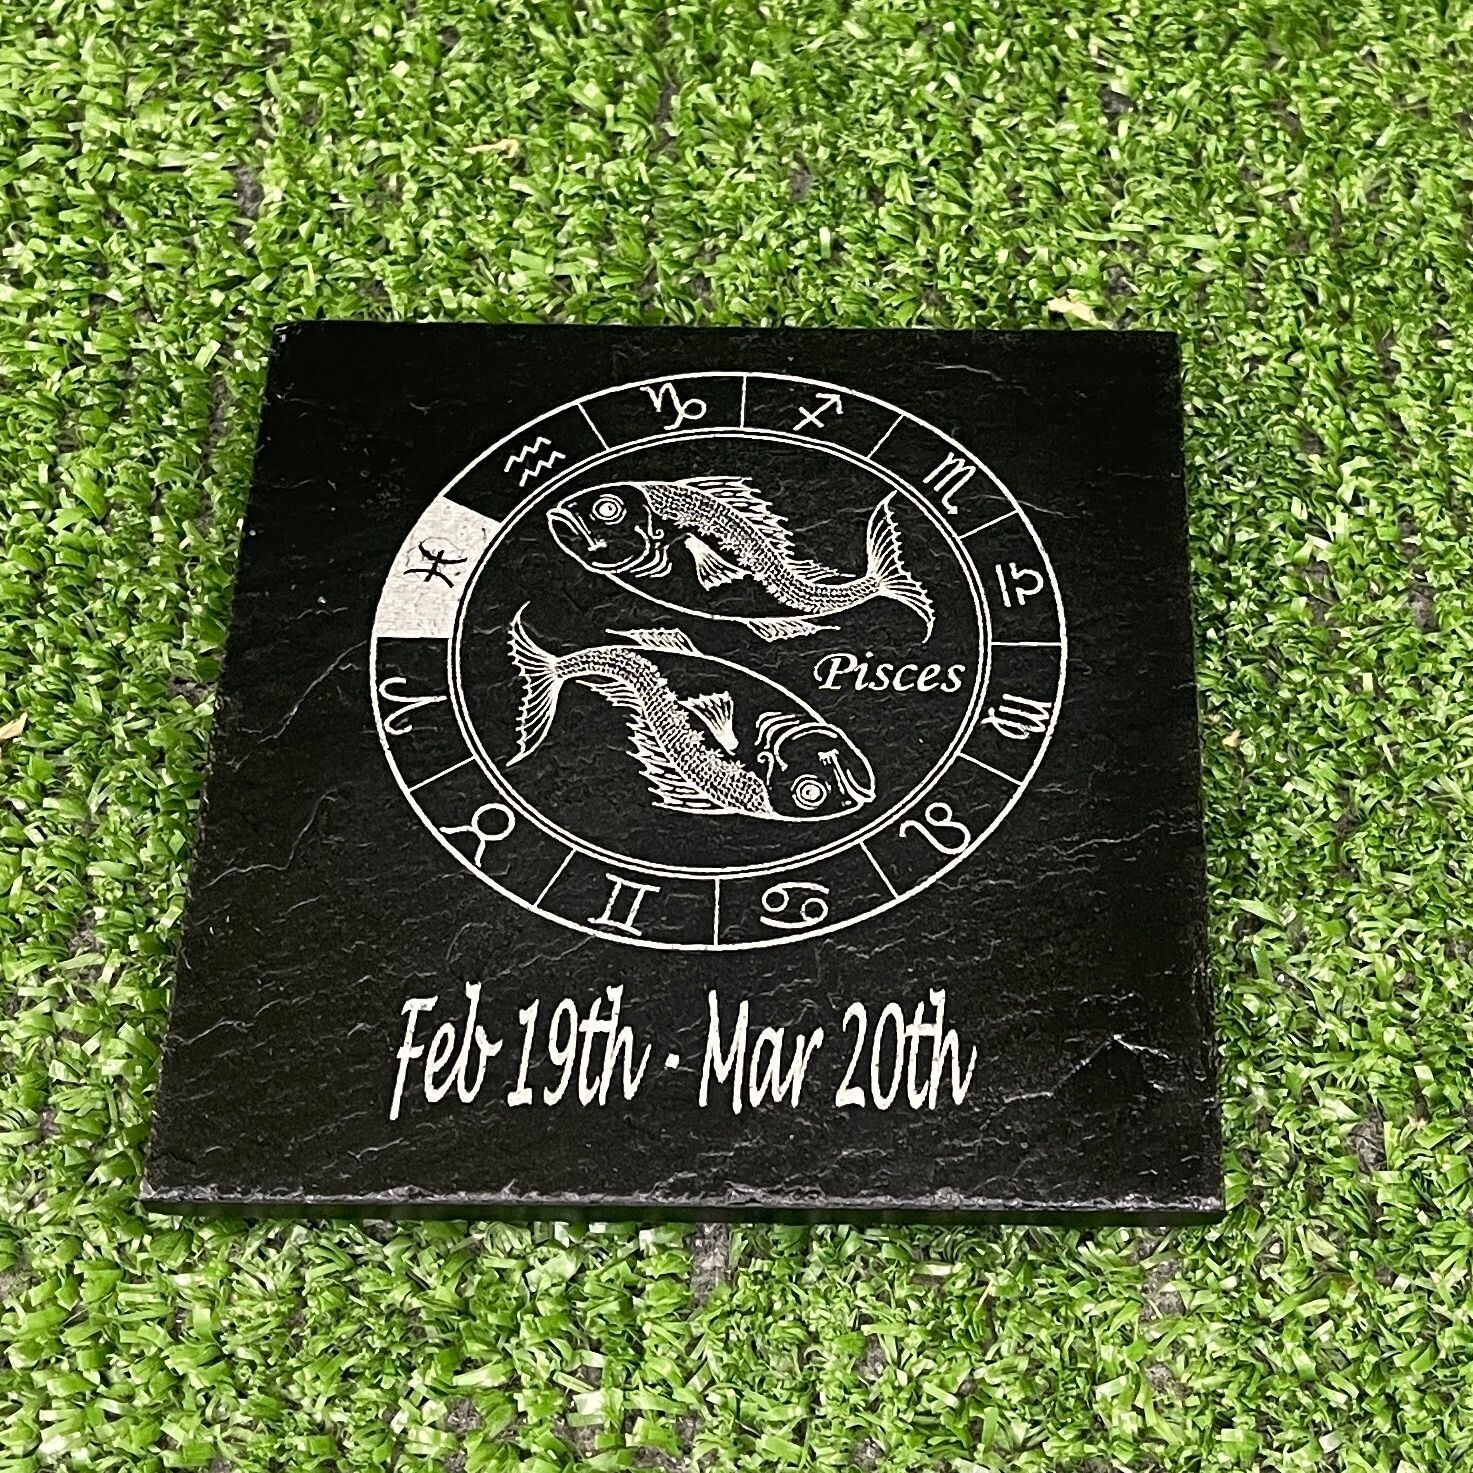 Pisces
Feb 19th - Mar 20th